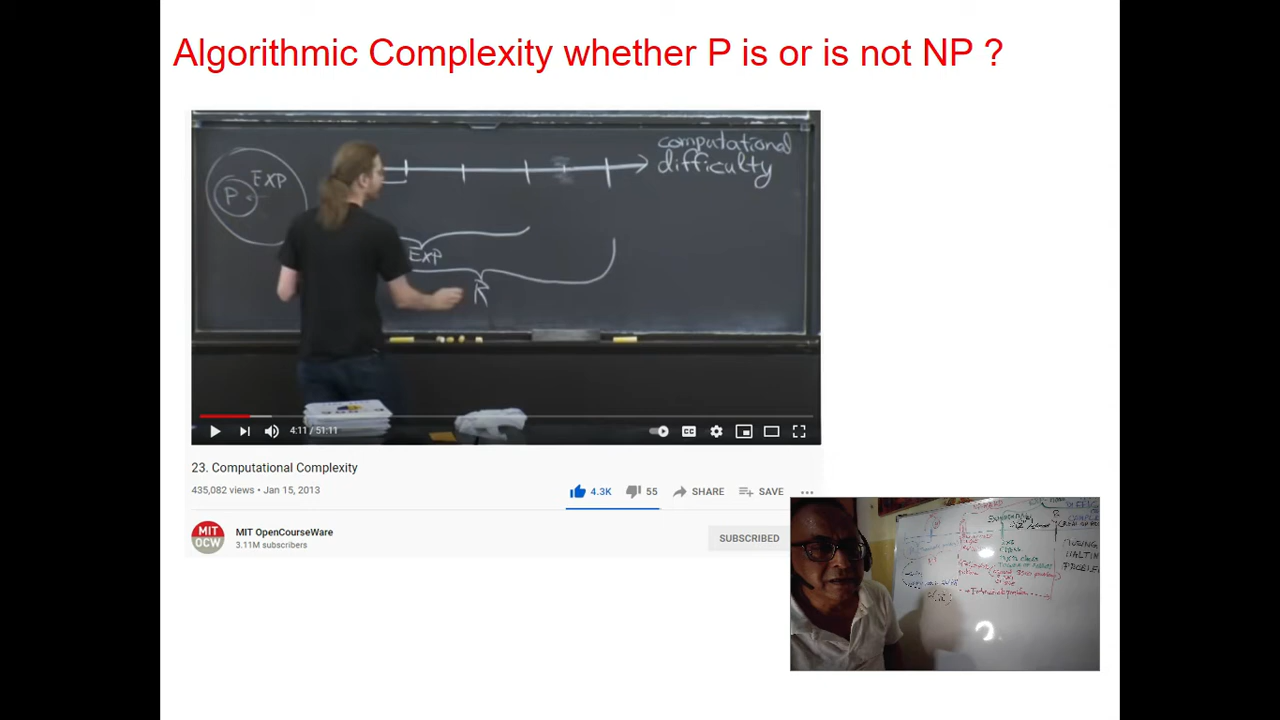 Algorithmic Complexity whether P is or is not NP ?
computational
difficulty
EXP
P
EXP
R
4:11 / 51:11
CC
23. Computational Complexity
435,082 views • Jan 15, 2013
4.3K
55
SHARE
SAVE
MIT
OCW
MIT OpenCourseWare
3.11M subscribers
SUBSCRIBED